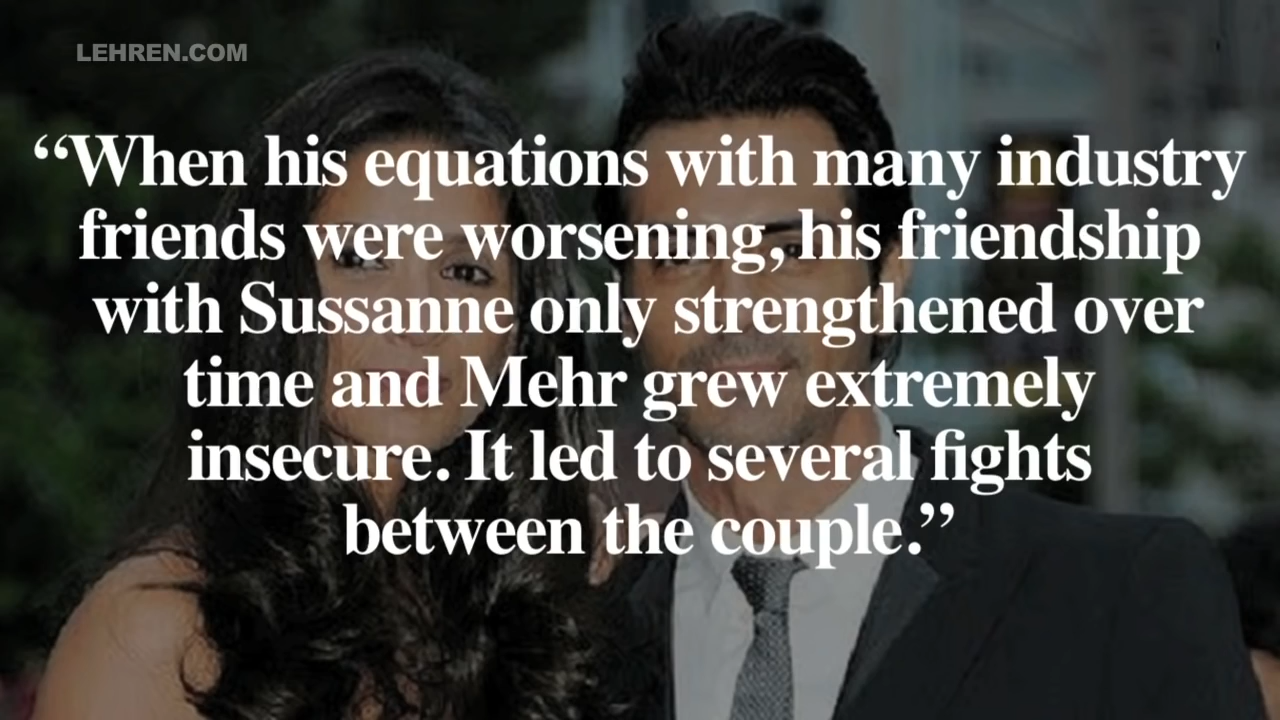 LEHREN.COM
“When his equations with many industry
friends were worsening, his friendship
with Sussanne only strengthened over
time and Mehr grew extremely
insecure. It led to several fights
between the couple.”